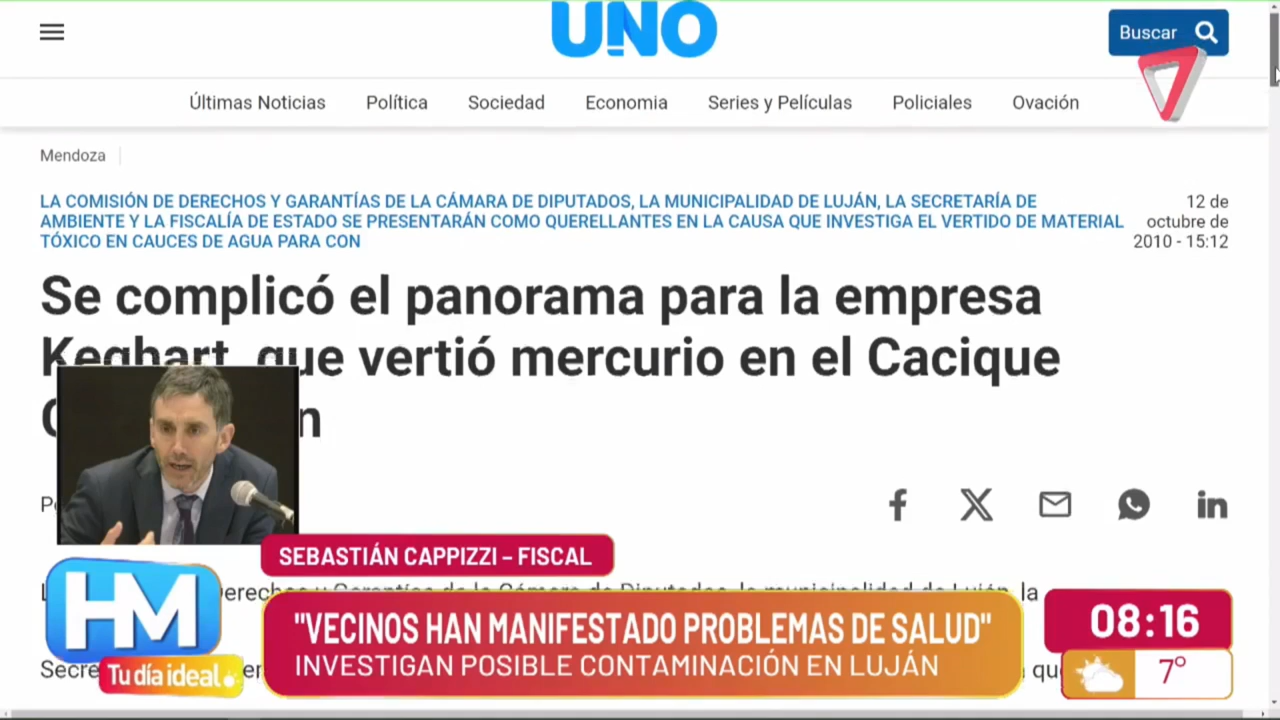 UNO
Buscar
Últimas Noticias Política Sociedad Economia Series y Películas Policiales Ovación
Mendoza
LA COMISIÓN DE DERECHOS Y GARANTÍAS DE LA CÁMARA DE DIPUTADOS, LA MUNICIPALIDAD DE LUJÁN, LA SECRETARÍA DE
AMBIENTE Y LA FISCALÍA DE ESTADO SE PRESENTARÁN COMO QUERELLANTES EN LA CAUSA QUE INVESTIGA EL VERTIDO DE MATERIAL
TÓXICO EN CAUCES DE AGUA PARA CON
12 de
octubre de
2010 - 15:12
Se complicó el panorama para la empresa
Keghart, que vertió mercurio en el Cacique
SEBASTIÁN CAPPIZZI – FISCAL
"VECINOS HAN MANIFESTADO PROBLEMAS DE SALUD"
INVESTIGAN POSIBLE CONTAMINACIÓN EN LUJÁN
HM
Tu día ideal.
08:16
7°